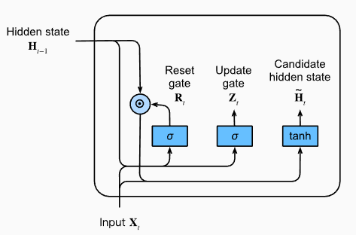 Hidden state
H_{t-1}
Reset gate R_t
Update gate Z_t
Candidate hidden state H̃_t
⊙
σ
σ
tanh
Input X_t